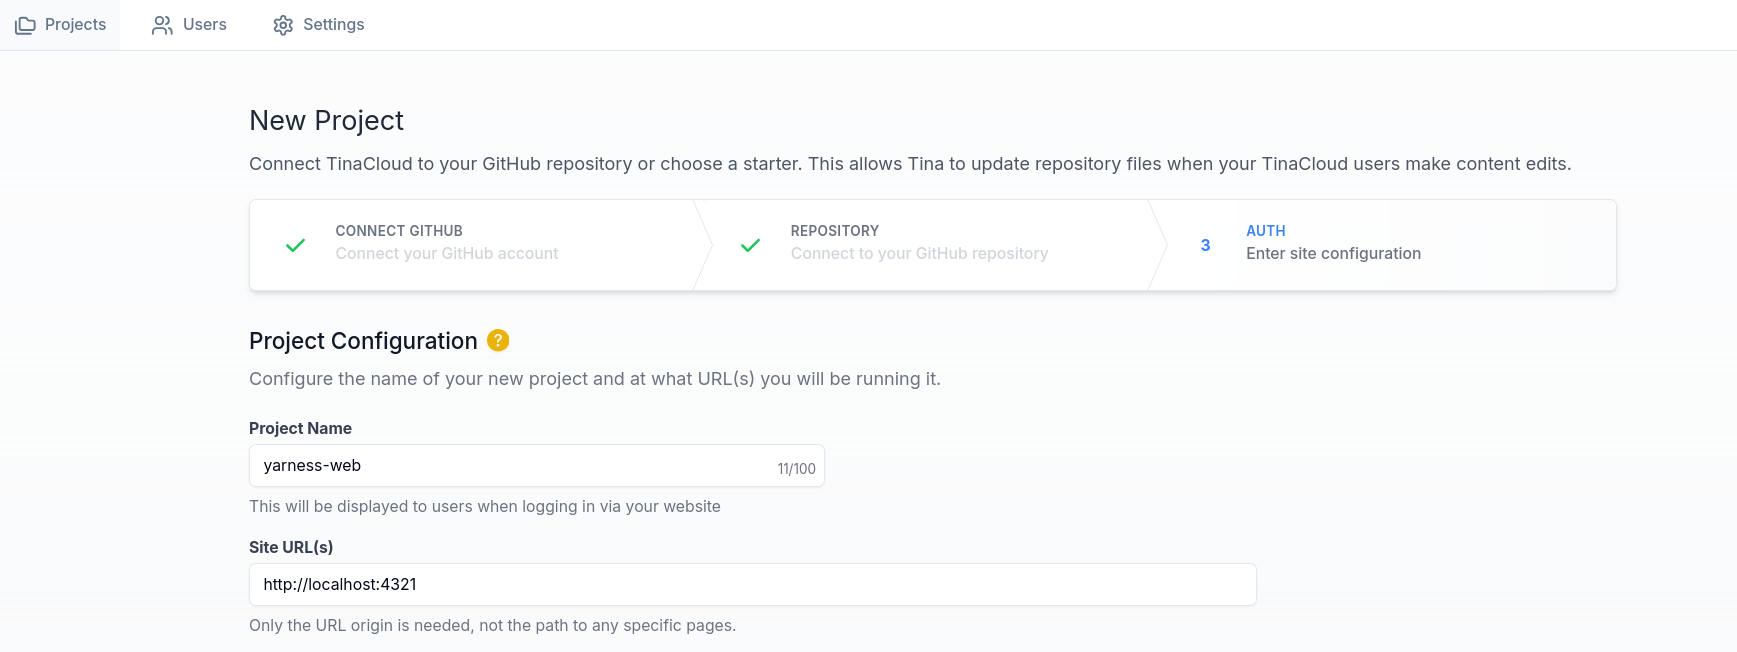 Projects
Users
Settings
New Project
Connect TinaCloud to your GitHub repository or choose a starter. This allows Tina to update repository files when your TinaCloud users make content edits.
CONNECT GITHUB
Connect your GitHub account
REPOSITORY
Connect to your GitHub repository
3
AUTH
Enter site configuration
Project Configuration ?
Configure the name of your new project and at what URL(s) you will be running it.
Project Name
yarness-web
11/100
This will be displayed to users when logging in via your website
Site URL(s)
http://localhost:4321
Only the URL origin is needed, not the path to any specific pages.